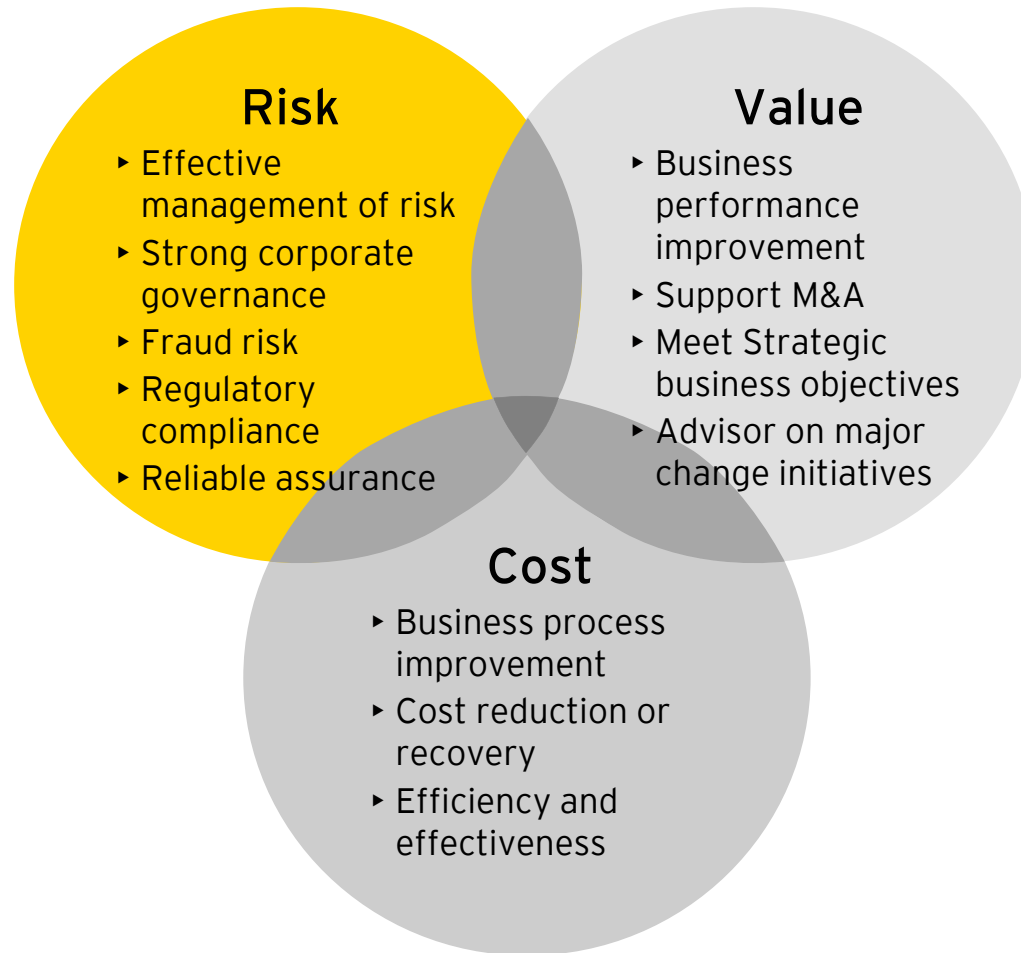 Risk
‣ Effective
management of risk
‣ Strong corporate
governance
‣ Fraud risk
‣ Regulatory
compliance
‣ Reliable assurance
Value
‣ Business
performance
improvement
‣ Support M&A
‣ Meet Strategic
business objectives
‣ Advisor on major
change initiatives
Cost
‣ Business process
improvement
‣ Cost reduction or
recovery
‣ Efficiency and
effectiveness